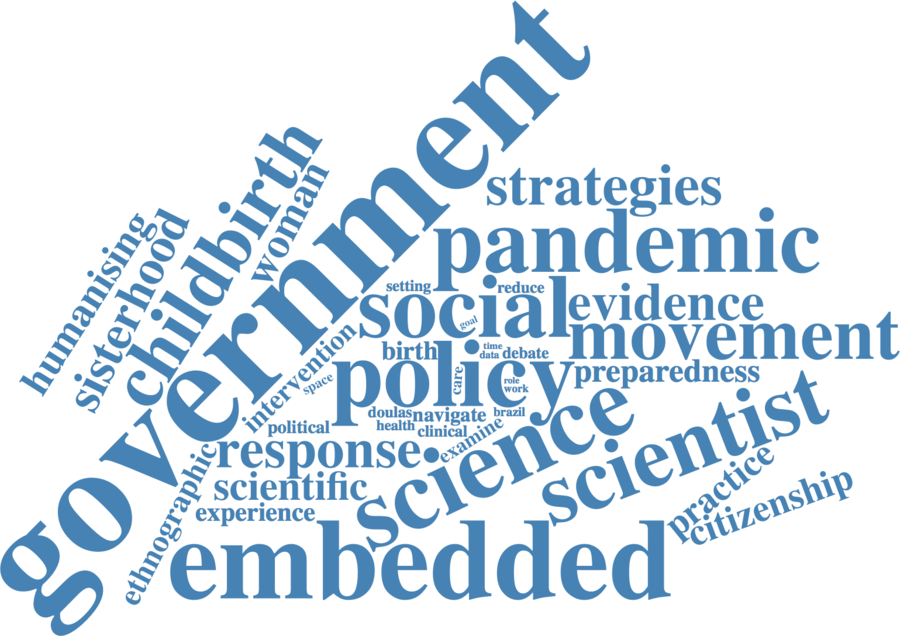 government
childbirth
woman
humanising
sisterhood
strategies
pandemic
setting
reduce
social
evidence
goal
movement
intervention
birth
time
data
debate
space
policy
care
role
work
preparedness
doulas
navigate
brazil
political
health
clinical
examine
response
science
scientist
scientific
practice
citizenship
experience
ethnographic
embedded